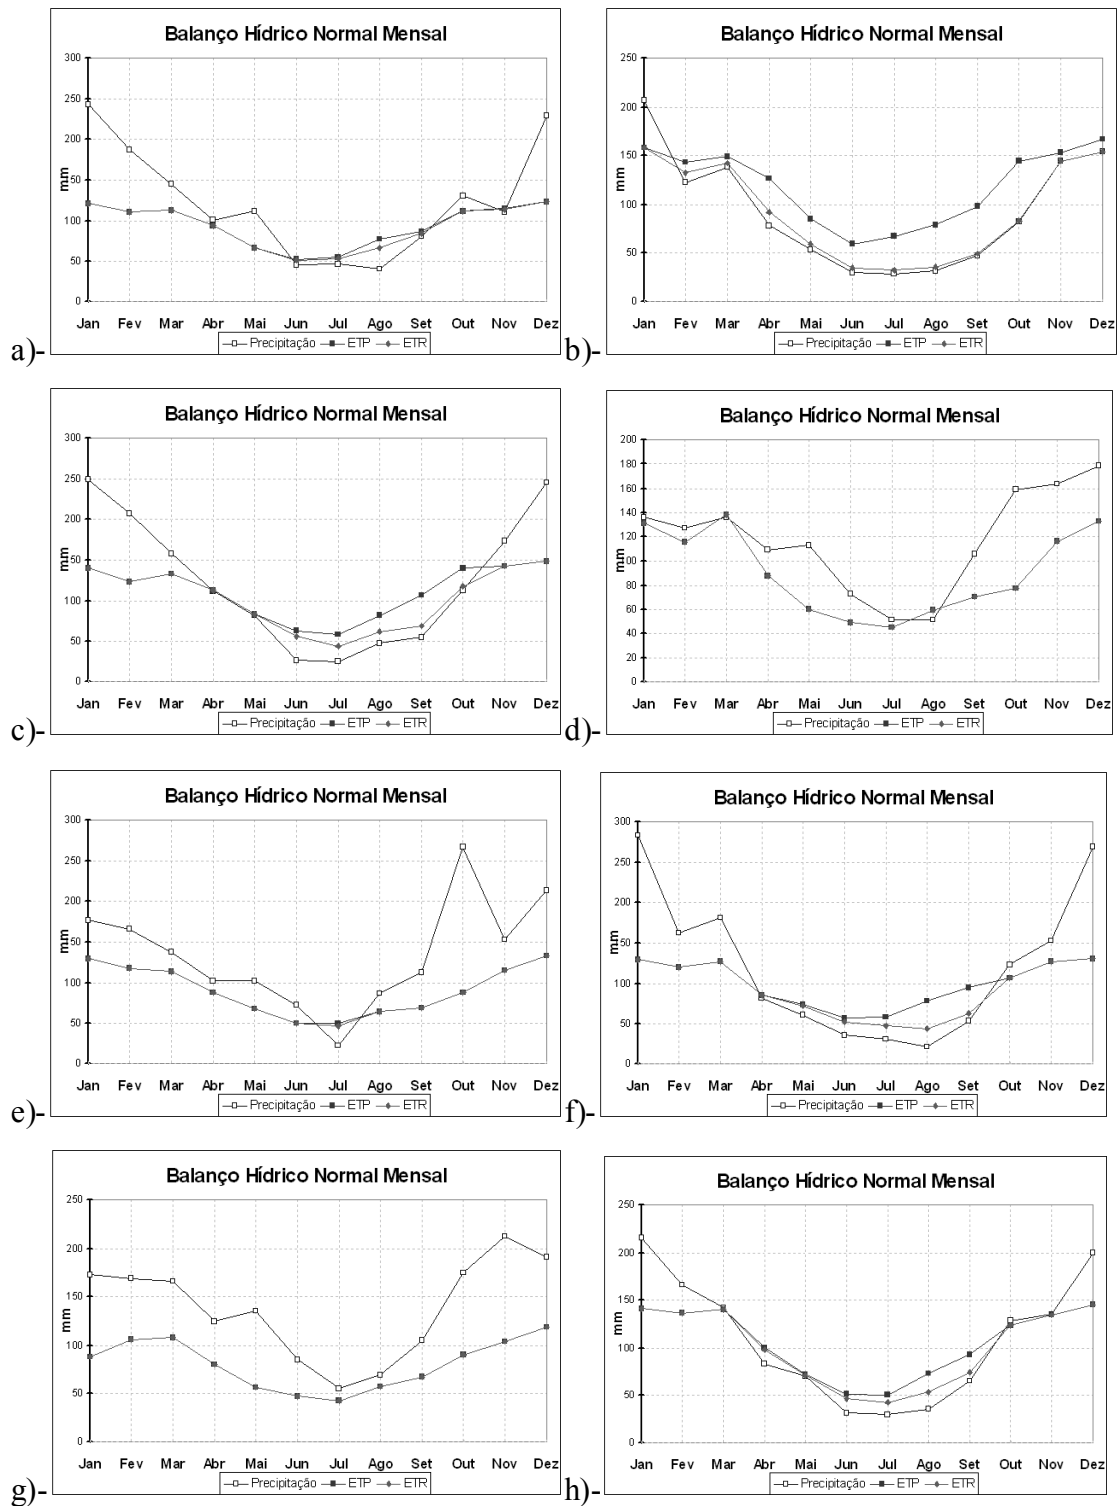 Balanço Hídrico Normal Mensal
300
250
200
150
100
50
0
mm
Jan Fev Mar Abr Mai Jun Jul Ago Set Out Nov Dez
Precipitação ETP ETR
a)-
Balanço Hídrico Normal Mensal
250
200
150
100
50
0
mm
Jan Fev Mar Abr Mai Jun Jul Ago Set Out Nov Dez
Precipitação ETP ETR
b)-
Balanço Hídrico Normal Mensal
300
250
200
150
100
50
0
mm
Jan Fev Mar Abr Mai Jun Jul Ago Set Out Nov Dez
Precipitação ETP ETR
c)-
Balanço Hídrico Normal Mensal
200
180
160
140
120
100
80
60
40
20
0
mm
Jan Fev Mar Abr Mai Jun Jul Ago Set Out Nov Dez
Precipitação ETP ETR
d)-
Balanço Hídrico Normal Mensal
300
250
200
150
100
50
0
mm
Jan Fev Mar Abr Mai Jun Jul Ago Set Out Nov Dez
Precipitação ETP ETR
e)-
Balanço Hídrico Normal Mensal
300
250
200
150
100
50
0
mm
Jan Fev Mar Abr Mai Jun Jul Ago Set Out Nov Dez
Precipitação ETP ETR
f)-
Balanço Hídrico Normal Mensal
250
200
150
100
50
0
mm
Jan Fev Mar Abr Mai Jun Jul Ago Set Out Nov Dez
Precipitação ETP ETR
g)-
Balanço Hídrico Normal Mensal
250
200
150
100
50
0
mm
Jan Fev Mar Abr Mai Jun Jul Ago Set Out Nov Dez
Precipitação ETP ETR
h)-